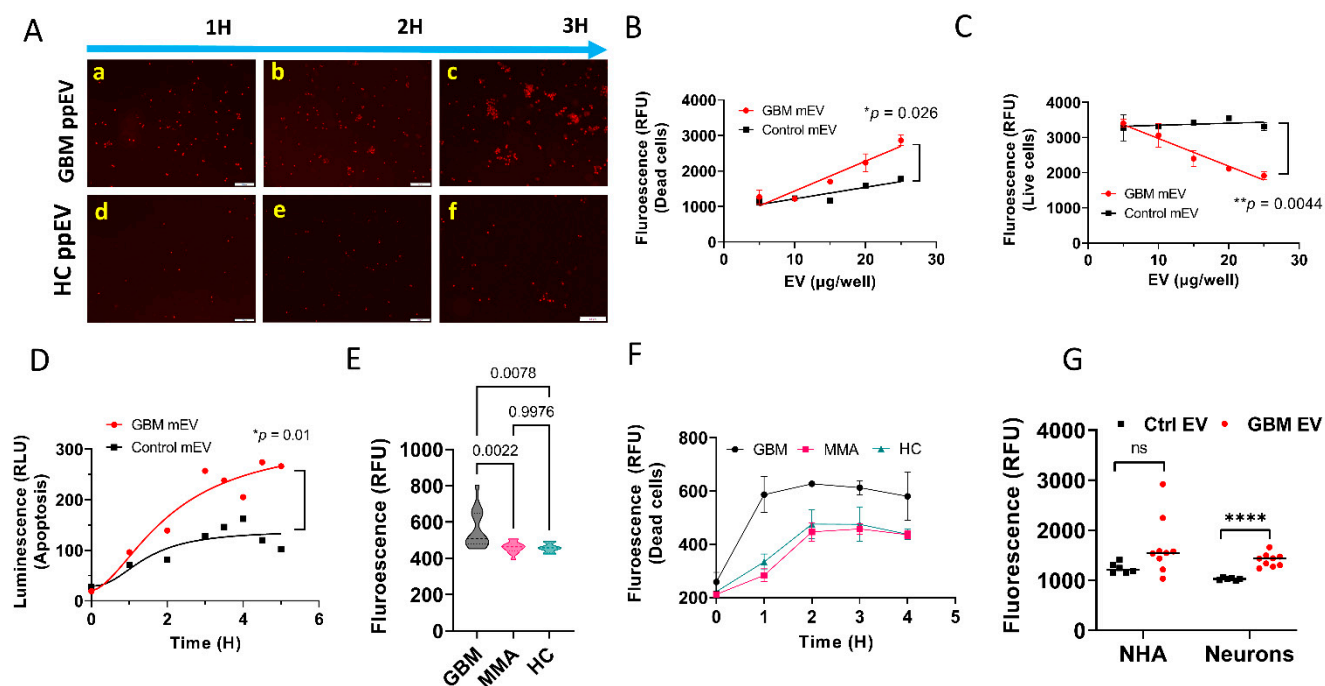 A
1H 2H 3H
GBM ppEV
a b c
HC ppEV
d e f
B
Fluroescence (RFU)
(Dead cells)
4000
3000
2000
1000
0
GBM mEV
Control mEV
*p = 0.026
0 10 20 30
EV (µg/well)
C
Fluroescence (RFU)
(Live cells)
4000
3000
2000
1000
0
GBM mEV
Control mEV
**p = 0.0044
0 10 20 30
EV (µg/well)
D
GBM mEV
Control mEV
*p = 0.01
Luminescence (RLU)
(Apoptosis)
300
200
100
0
0 2 4 6
Time (H)
E
0.0078
0.9976
0.0022
Fluroescence (RFU)
1000
800
600
400
200
0
GBM MMA HC
F
GBM MMA HC
Fluroescence (RFU)
(Dead cells)
800
600
400
200
0 1 2 3 4 5
Time (H)
G
Ctrl EV GBM EV
Fluorescence (RFU)
4000
3000
2000
1000
0
ns
****
NHA Neurons